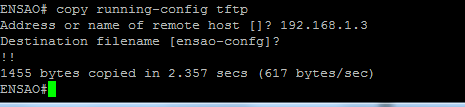 ENSAO# copy running-config tftp
Address or name of remote host []? 192.168.1.3
Destination filename [ensao-confg]?
!!
1455 bytes copied in 2.357 secs (617 bytes/sec)
ENSAO#